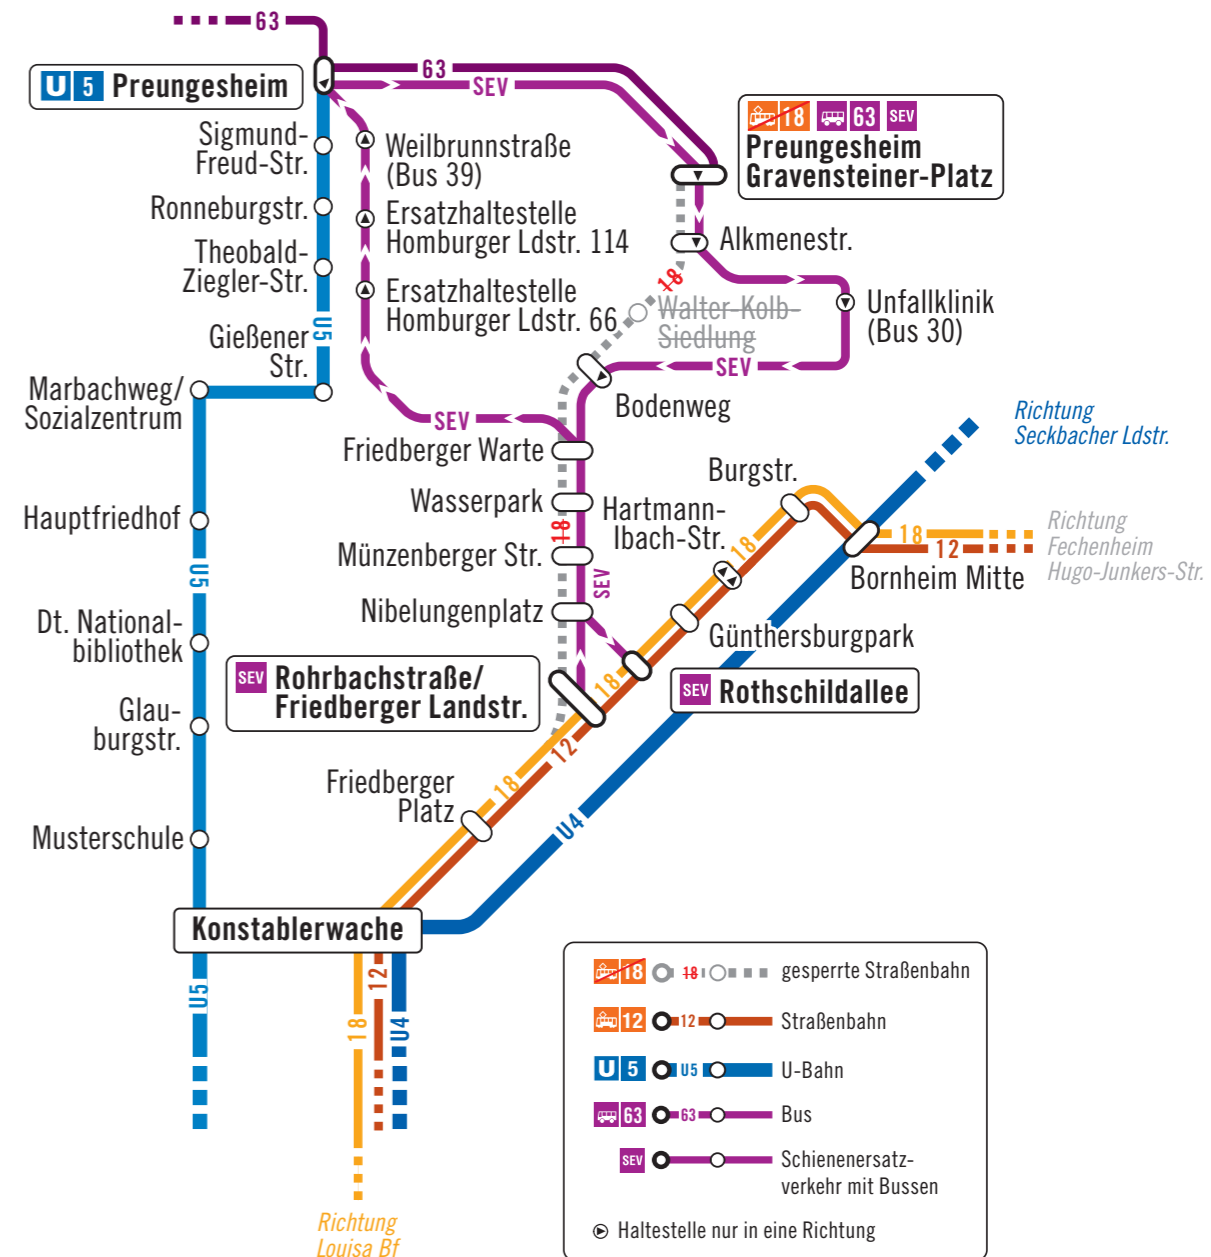 63
U 5 Preungesheim
63
SEV
18 63 SEV
Preungesheim
Gravensteiner-Platz
Sigmund-
Freud-Str.
Weilbrunnstraße
(Bus 39)
Ronneburgstr.
Ersatzhaltestelle
Homburger Ldstr. 114
Alkmenestr.
Theobald-
Ziegler-Str.
Ersatzhaltestelle
Homburger Ldstr. 66
18
Walter-Kolb-
Siedlung
Unfallklinik
(Bus 30)
U5
Gießener
Str.
SEV
Marbachweg/
Sozialzentrum
Bodenweg
SEV
Richtung
Seckbacher Ldstr.
Friedberger Warte
Burgstr.
Wasserpark
Hartmann-
Ibach-Str.
Hauptfriedhof
18
18
18
12
Richtung
Fechenheim
Hugo-Junkers-Str.
Münzenberger Str.
Bornheim Mitte
U5
SEV
Nibelungenplatz
Dt. National-
bibliothek
Günthersburgpark
SEV Rohrbachstraße/
Friedberger Landstr.
18
SEV Rothschildallee
Glau-
burgstr.
12
Friedberger
Platz
18
U4
Musterschule
Konstablerwache
U5
12
18
U4
Richtung
Louisa Bf
18 18 gesperrte Straßenbahn
12 12 Straßenbahn
U 5 U5 U-Bahn
63 63 Bus
SEV Schienenersatz-
verkehr mit Bussen
Haltestelle nur in eine Richtung